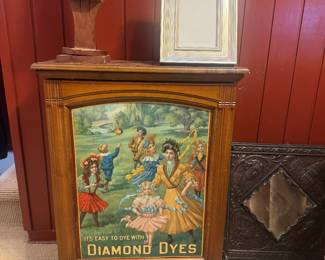 IT'S EASY TO DYE WITH
DIAMOND DYES